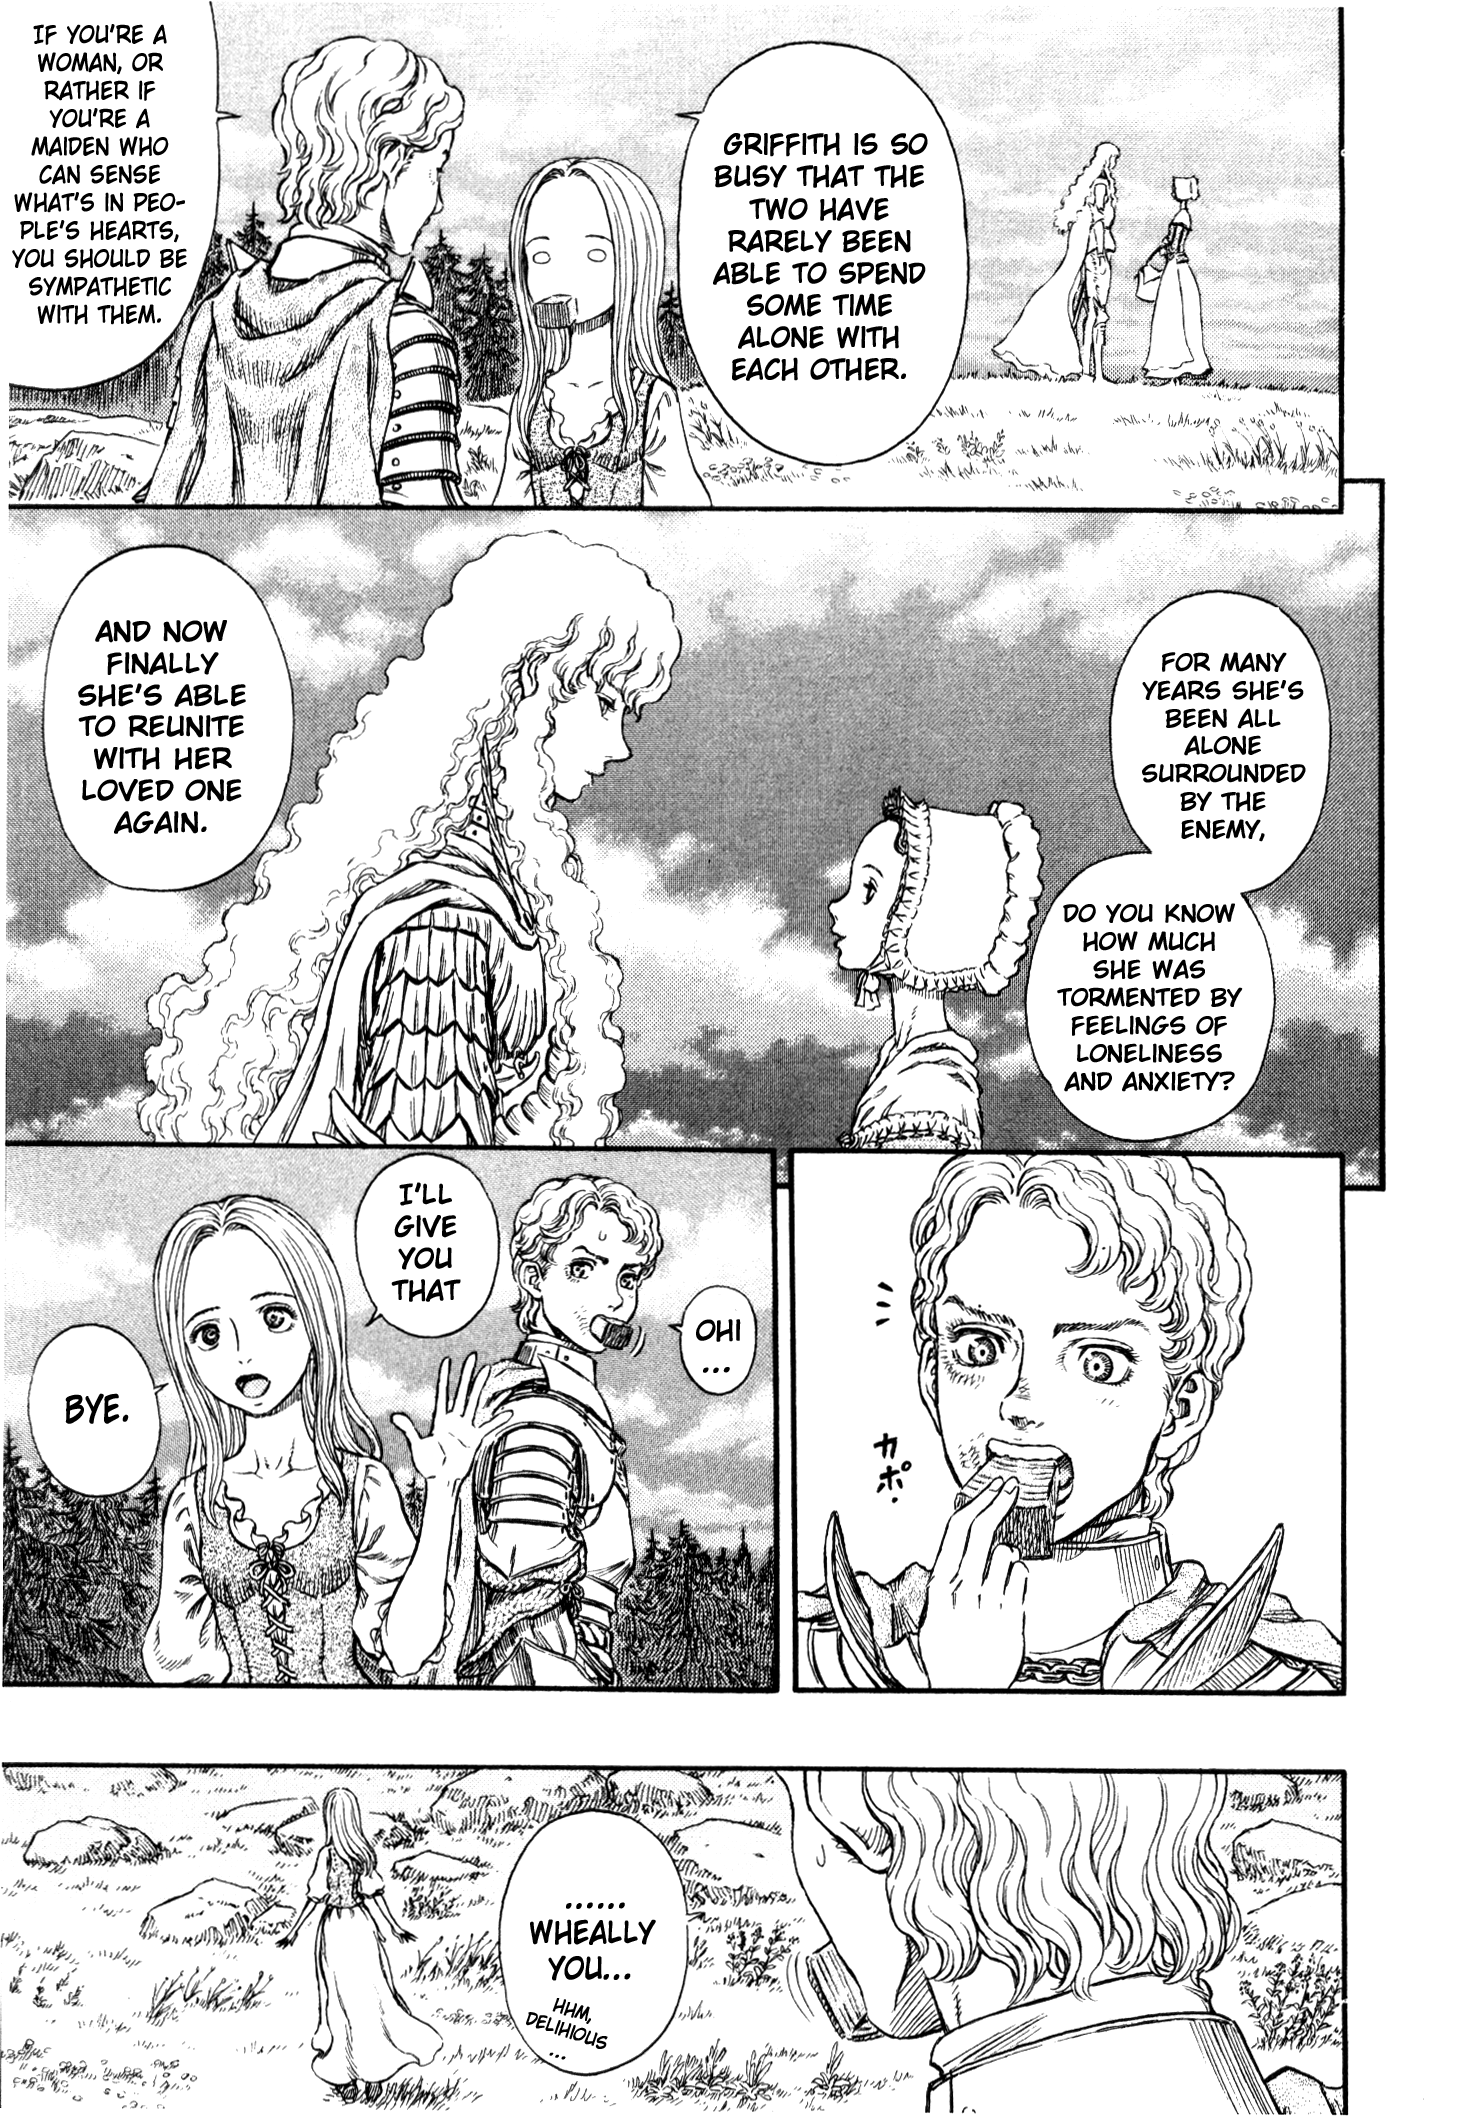 GRIFFITH IS SO
BUSY THAT THE
TWO HAVE
RARELY BEEN
ABLE TO SPEND
SOME TIME
ALONE WITH
EACH OTHER.
IF YOU'RE A
WOMAN, OR
RATHER IF
YOU'RE A
MAIDEN WHO
CAN SENSE
WHAT'S IN PEO-
PLE'S HEARTS,
YOU SHOULD BE
SYMPATHETIC
WITH THEM.
FOR MANY
YEARS SHE'S
BEEN ALL
ALONE
SURROUNDED
BY THE
ENEMY,
DO YOU KNOW
HOW MUCH
SHE WAS
TORMENTED BY
FEELINGS OF
LONELINESS
AND ANXIETY?
AND NOW
FINALLY
SHE'S ABLE
TO REUNITE
WITH HER
LOVED ONE
AGAIN.
カポ
OHI
...
I'LL
GIVE
YOU
THAT
BYE.
......
WHEALLY
YOU...
HHM,
DELIHIOUS
...